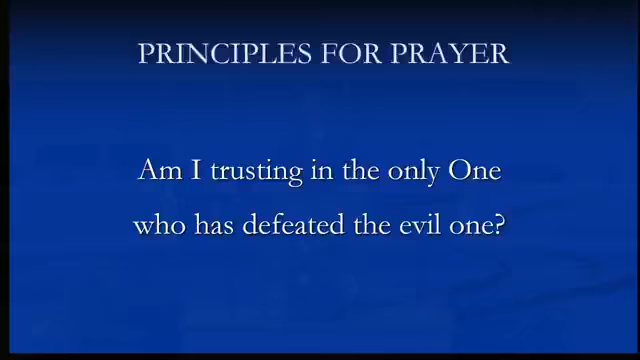 PRINCIPLES FOR PRAYER
Am I trusting in the only One
who has defeated the evil one?